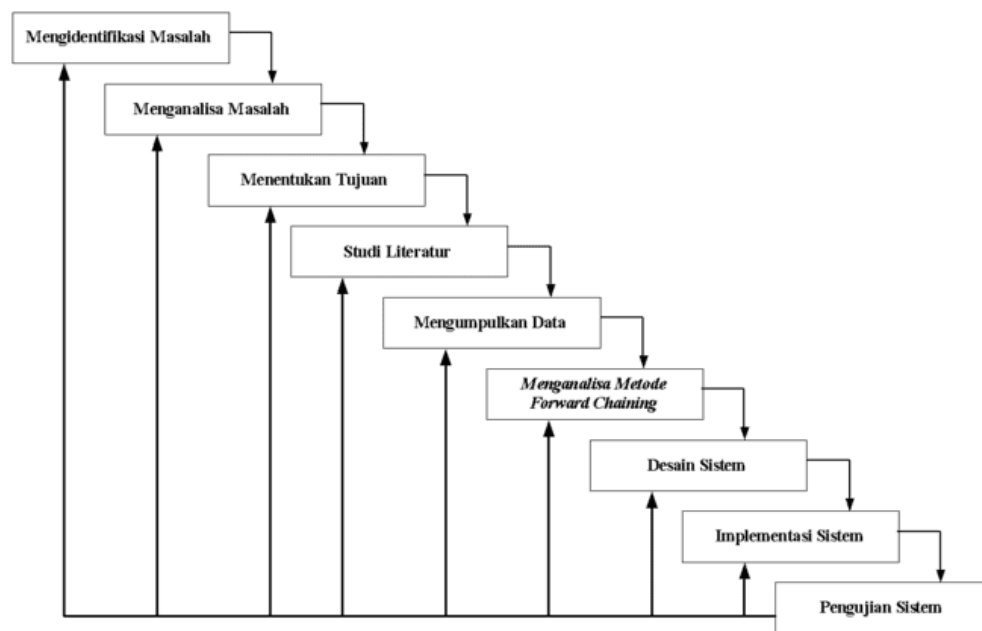 Mengidentifikasi Masalah
Menganalisa Masalah
Menentukan Tujuan
Studi Literatur
Mengumpulkan Data
Menganalisa Metode
Forward Chaining
Desain Sistem
Implementasi Sistem
Pengujian Sistem